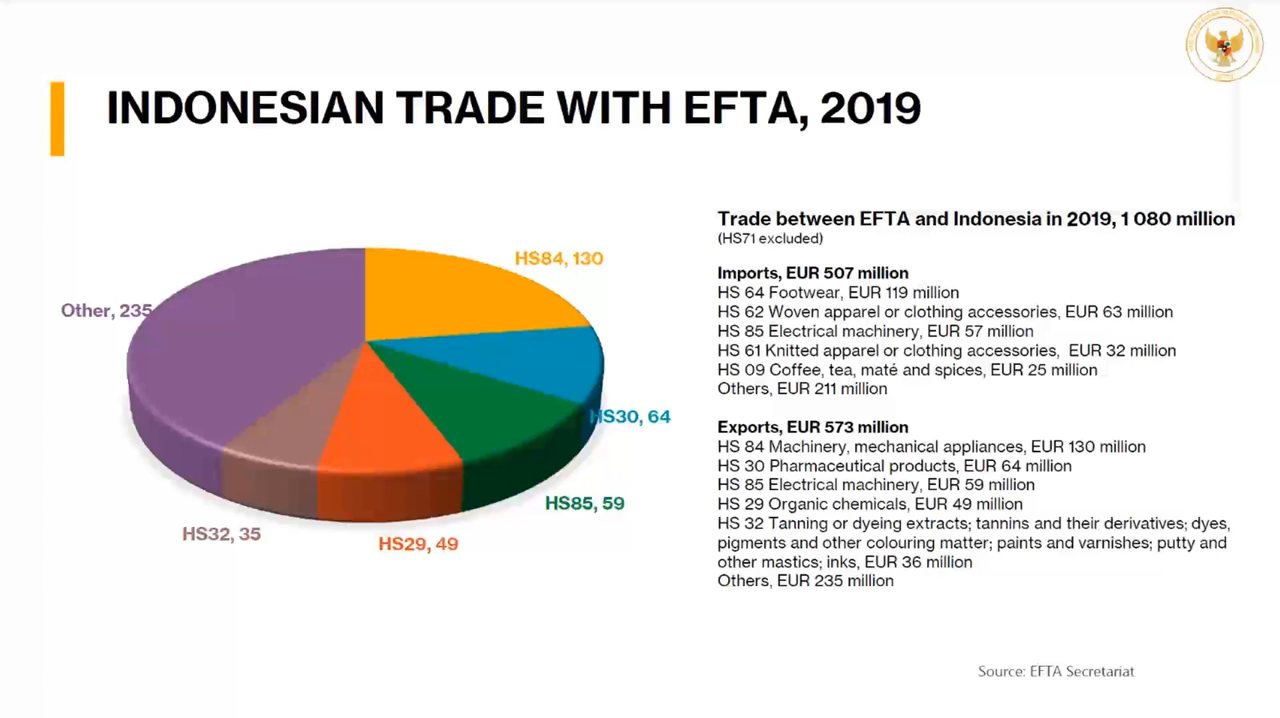 INDONESIAN TRADE WITH EFTA, 2019
HS84, 130
Other, 235
HS30, 64
HS85, 59
HS32, 35
HS29, 49
Trade between EFTA and Indonesia in 2019, 1 080 million
(HS71 excluded)
Imports, EUR 507 million
HS 64 Footwear, EUR 119 million
HS 62 Woven apparel or clothing accessories, EUR 63 million
HS 85 Electrical machinery, EUR 57 million
HS 61 Knitted apparel or clothing accessories, EUR 32 million
HS 09 Coffee, tea, maté and spices, EUR 25 million
Others, EUR 211 million
Exports, EUR 573 million
HS 84 Machinery, mechanical appliances, EUR 130 million
HS 30 Pharmaceutical products, EUR 64 million
HS 85 Electrical machinery, EUR 59 million
HS 29 Organic chemicals, EUR 49 million
HS 32 Tanning or dyeing extracts; tannins and their derivatives; dyes,
pigments and other colouring matter; paints and varnishes; putty and
other mastics; inks, EUR 36 million
Others, EUR 235 million
Source: EFTA Secretariat